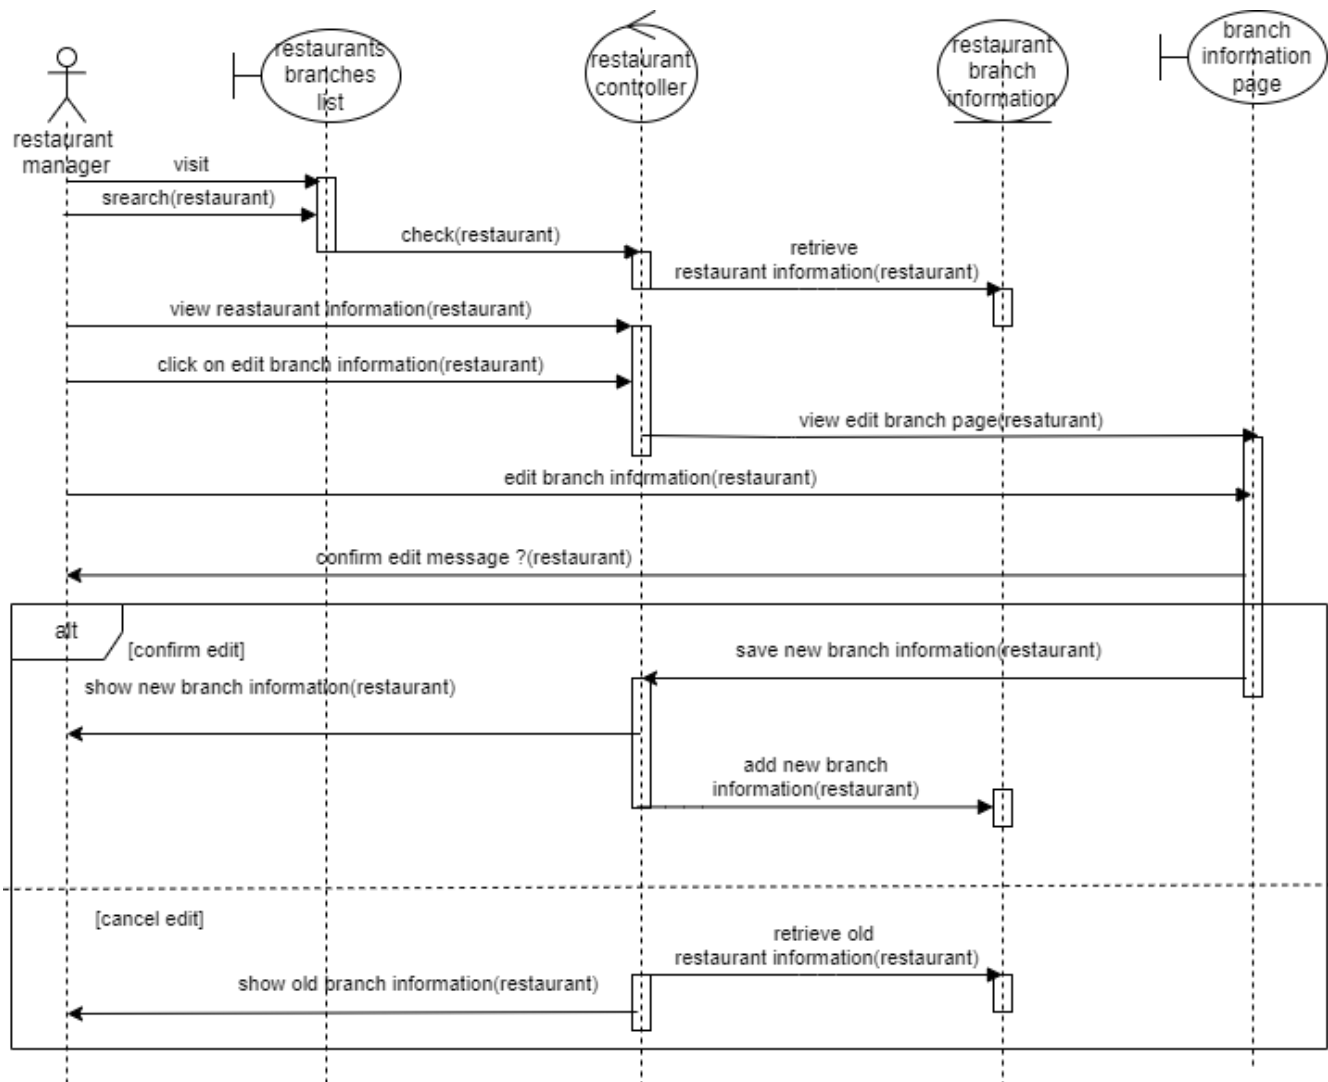 restaurants
branches
list
restaurant
controller
restaurant
branch
information
branch
information
page
restaurant
manager
visit
srearch(restaurant)
check(restaurant)
retrieve
restaurant information(restaurant)
view reastaurant information(restaurant)
click on edit branch information(restaurant)
view edit branch page(resaturant)
edit branch information(restaurant)
confirm edit message ?(restaurant)
alt
[confirm edit]
save new branch information(restaurant)
show new branch information(restaurant)
add new branch
information(restaurant)
[cancel edit]
retrieve old
restaurant information(restaurant)
show old branch information(restaurant)